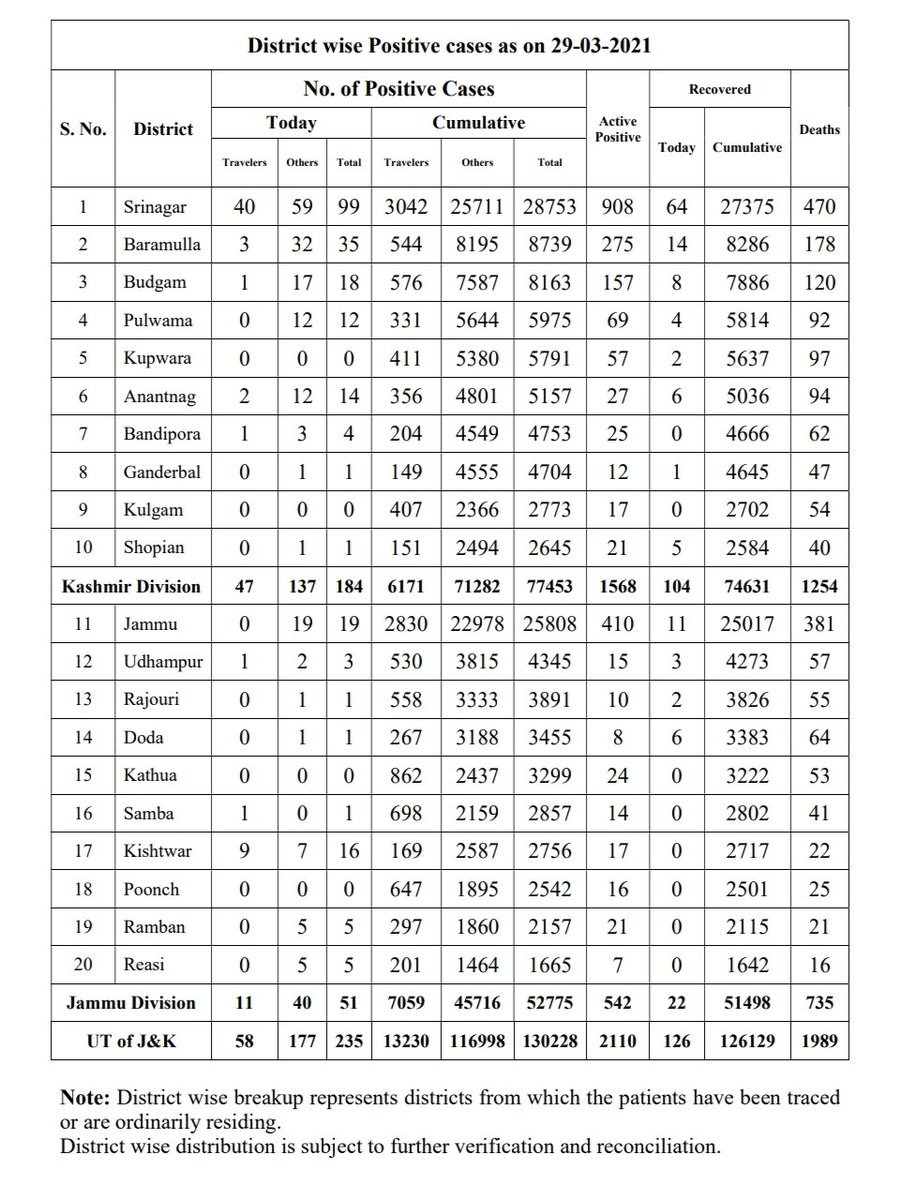 District wise Positive cases as on 29-03-2021
S. No. District No. of Positive Cases Active Positive Recovered Deaths
Today Cumulative Today Cumulative
Travelers Others Total Travelers Others Total
1 Srinagar 40 59 99 3042 25711 28753 908 64 27375 470
2 Baramulla 3 32 35 544 8195 8739 275 14 8286 178
3 Budgam 1 17 18 576 7587 8163 157 8 7886 120
4 Pulwama 0 12 12 331 5644 5975 69 4 5814 92
5 Kupwara 0 0 0 411 5380 5791 57 2 5637 97
6 Anantnag 2 12 14 356 4801 5157 27 6 5036 94
7 Bandipora 1 3 4 204 4549 4753 25 0 4666 62
8 Ganderbal 0 1 1 149 4555 4704 12 1 4645 47
9 Kulgam 0 0 0 407 2366 2773 17 0 2702 54
10 Shopian 0 1 1 151 2494 2645 21 5 2584 40
Kashmir Division 47 137 184 6171 71282 77453 1568 104 74631 1254
11 Jammu 0 19 19 2830 22978 25808 410 11 25017 381
12 Udhampur 1 2 3 530 3815 4345 15 3 4273 57
13 Rajouri 0 1 1 558 3333 3891 10 2 3826 55
14 Doda 0 1 1 267 3188 3455 8 6 3383 64
15 Kathua 0 0 0 862 2437 3299 24 0 3222 53
16 Samba 1 0 1 698 2159 2857 14 0 2802 41
17 Kishtwar 9 7 16 169 2587 2756 17 0 2717 22
18 Poonch 0 0 0 647 1895 2542 16 0 2501 25
19 Ramban 0 5 5 297 1860 2157 21 0 2115 21
20 Reasi 0 5 5 201 1464 1665 7 0 1642 16
Jammu Division 11 40 51 7059 45716 52775 542 22 51498 735
UT of J&K 58 177 235 13230 116998 130228 2110 126 126129 1989
Note: District wise breakup represents districts from which the patients have been traced
or are ordinarily residing.
District wise distribution is subject to further verification and reconciliation.